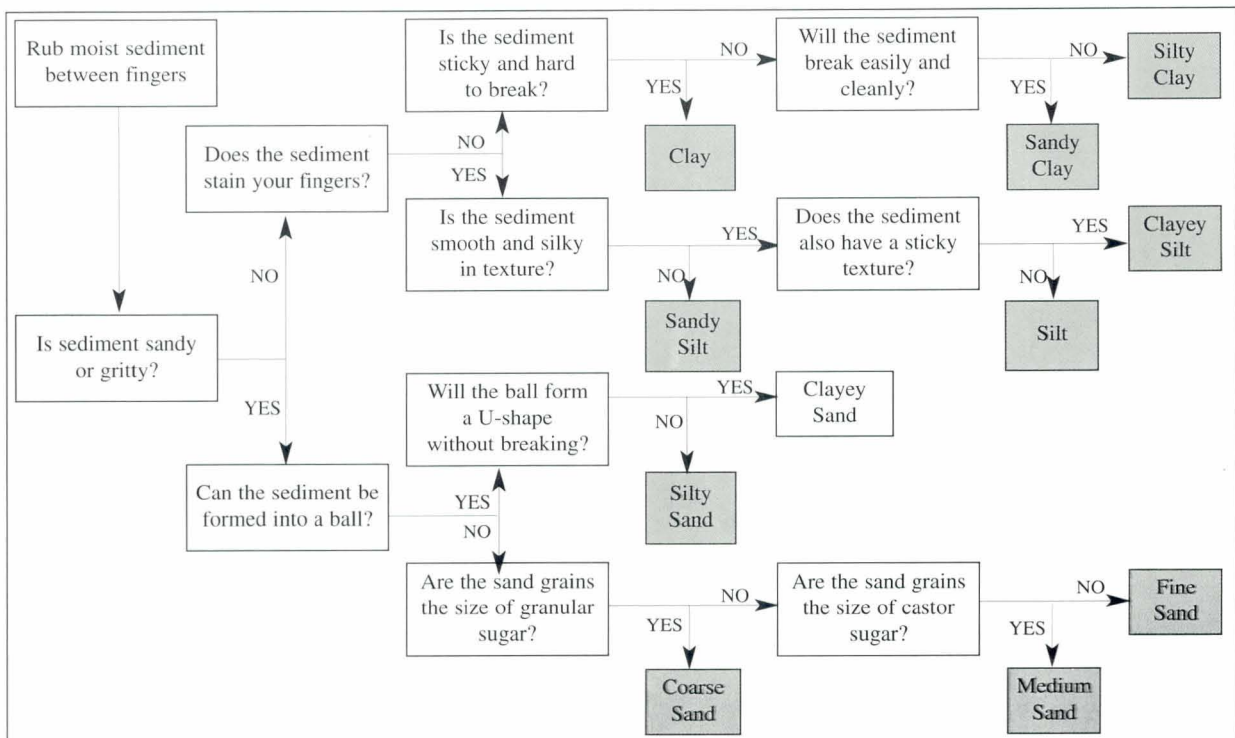 Rub moist sediment
between fingers
Is sediment sandy
or gritty?
NO
YES
Does the sediment
stain your fingers?
NO
YES
Is the sediment
sticky and hard
to break?
NO
YES
Clay
Will the sediment
break easily and
cleanly?
NO
YES
Silty
Clay
Sandy
Clay
Is the sediment
smooth and silky
in texture?
YES
NO
Sandy
Silt
Does the sediment
also have a sticky
texture?
YES
NO
Clayey
Silt
Silt
Can the sediment be
formed into a ball?
YES
NO
Will the ball form
a U-shape
without breaking?
YES
NO
Clayey
Sand
Silty
Sand
Are the sand grains
the size of granular
sugar?
NO
YES
Coarse
Sand
Are the sand grains
the size of castor
sugar?
NO
YES
Fine
Sand
Medium
Sand